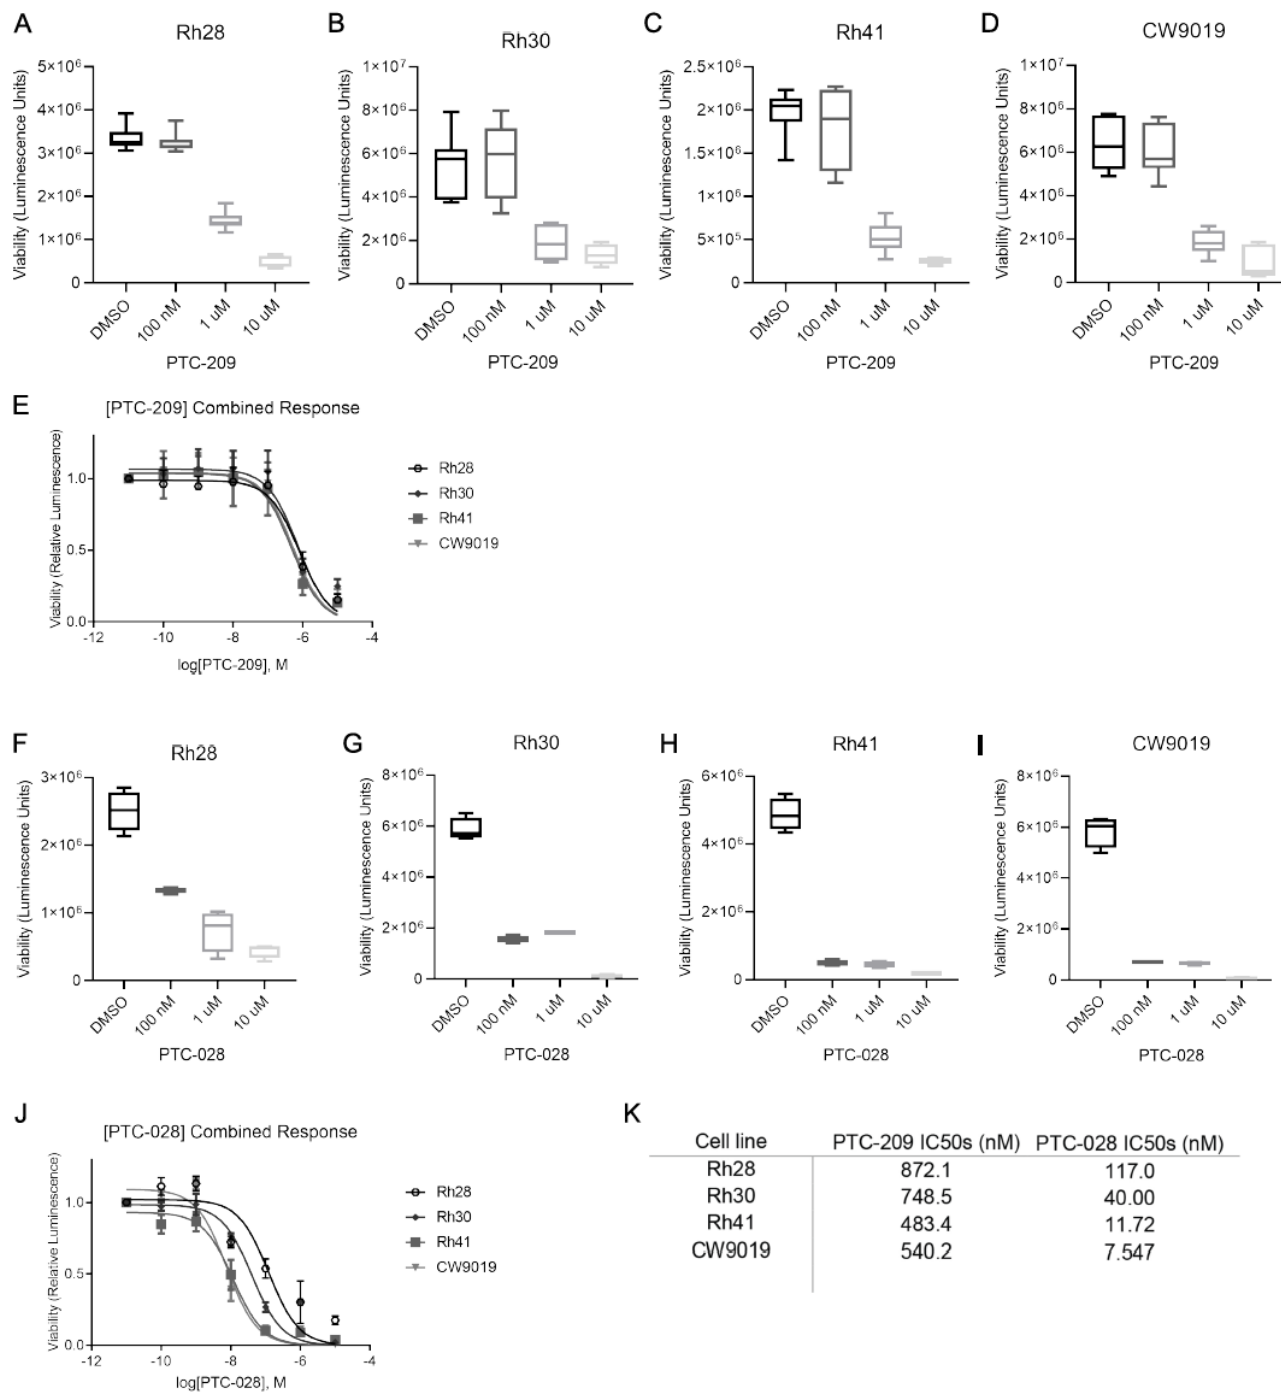 A
Rh28
Viability (Luminescence Units)
5×10⁶
4×10⁶
3×10⁶
2×10⁶
1×10⁶
0
DMSO
100 nM
1 uM
10 uM
PTC-209
B
Rh30
Viability (Luminescence Units)
1×10⁷
8×10⁶
6×10⁶
4×10⁶
2×10⁶
0
DMSO
100 nM
1 uM
10 uM
PTC-209
C
Rh41
Viability (Luminescence Units)
2.5×10⁶
2×10⁶
1.5×10⁶
1×10⁶
5×10⁵
0
DMSO
100 nM
1 uM
10 uM
PTC-209
D
CW9019
Viability (Luminescence Units)
1×10⁷
8×10⁶
6×10⁶
4×10⁶
2×10⁶
0
DMSO
100 nM
1 uM
10 uM
PTC-209
E
[PTC-209] Combined Response
Viability (Relative Luminescence)
1.0
0.5
0.0
-12
-10
-8
-6
-4
log[PTC-209], M
Rh28
Rh30
Rh41
CW9019
F
Rh28
Viability (Luminescence Units)
3×10⁶
2×10⁶
1×10⁶
0
DMSO
100 nM
1 uM
10 uM
PTC-028
G
Rh30
Viability (Luminescence Units)
8×10⁶
6×10⁶
4×10⁶
2×10⁶
0
DMSO
100 nM
1 uM
10 uM
PTC-028
H
Rh41
Viability (Luminescence Units)
6×10⁶
4×10⁶
2×10⁶
0
DMSO
100 nM
1 uM
10 uM
PTC-028
I
CW9019
Viability (Luminescence Units)
8×10⁶
6×10⁶
4×10⁶
2×10⁶
0
DMSO
100 nM
1 uM
10 uM
PTC-028
J
[PTC-028] Combined Response
Viability (Relative Luminescence)
1.0
0.5
0.0
-12
-10
-8
-6
-4
log[PTC-028], M
Rh28
Rh30
Rh41
CW9019
K
Cell line PTC-209 IC50s (nM) PTC-028 IC50s (nM)
Rh28 872.1 117.0
Rh30 748.5 40.00
Rh41 483.4 11.72
CW9019 540.2 7.547